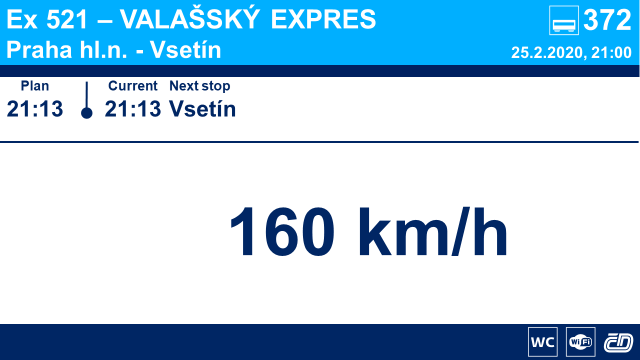 Ex 521 – VALAŠSKÝ EXPRES 372
Praha hl.n. - Vsetín 25.2.2020, 21:00
Plan Current Next stop
21:13 21:13 Vsetín
160 km/h
WC WiFi ČD